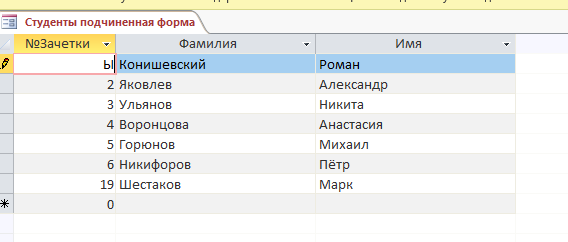 Студенты подчиненная форма
№Зачетки Фамилия Имя
Ы Конишевский Роман
2 Яковлев Александр
3 Ульянов Никита
4 Воронцова Анастасия
5 Горюнов Михаил
6 Никифоров Пётр
19 Шестаков Марк
0